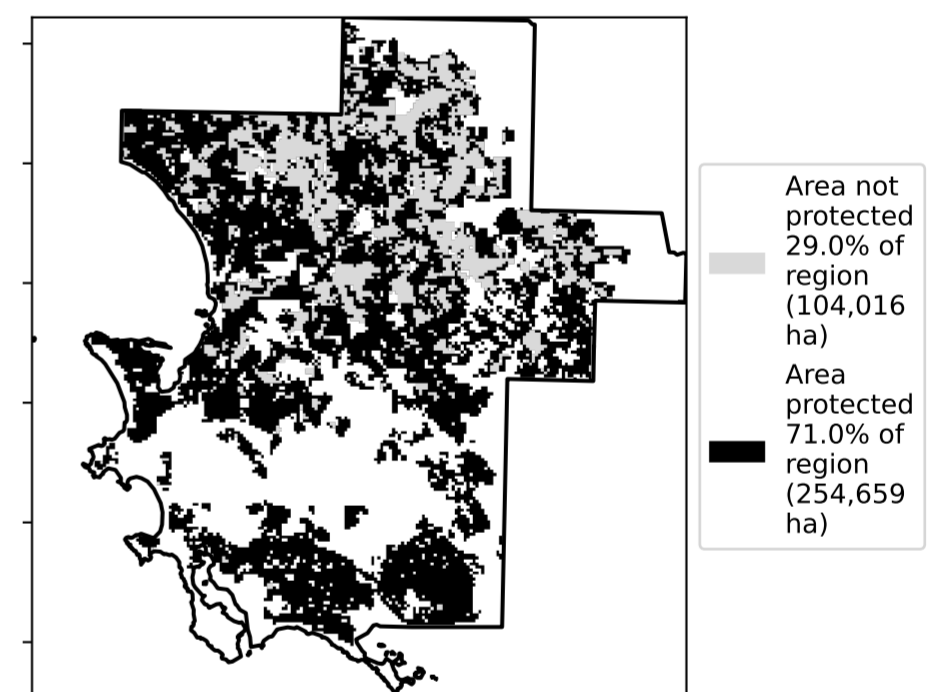 Area not
protected
29.0% of
region
(104,016
ha)
Area
protected
71.0% of
region
(254,659
ha)